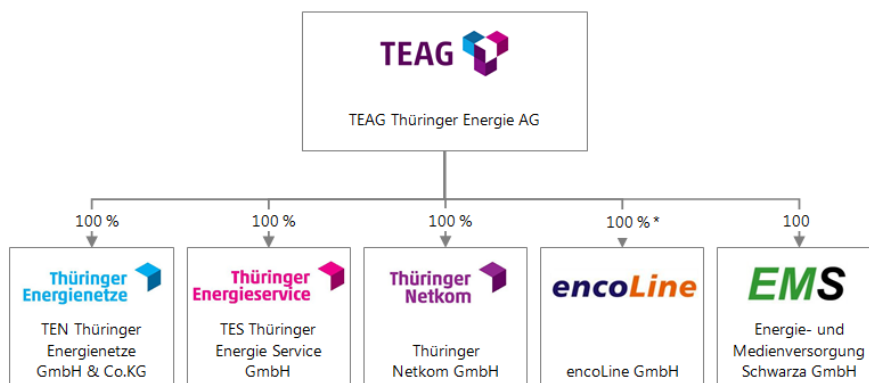 TEAG
TEAG Thüringer Energie AG
100 %
100 %
100 %
100 % *
100
Thüringer
Energienetze
TEN Thüringer
Energienetze
GmbH & Co.KG
Thüringer
Energieservice
TES Thüringer
Energie Service
GmbH
Thüringer
Netkom
Thüringer
Netkom GmbH
encoLine
encoLine GmbH
EMS
Energie- und
Medienversorgung
Schwarza GmbH